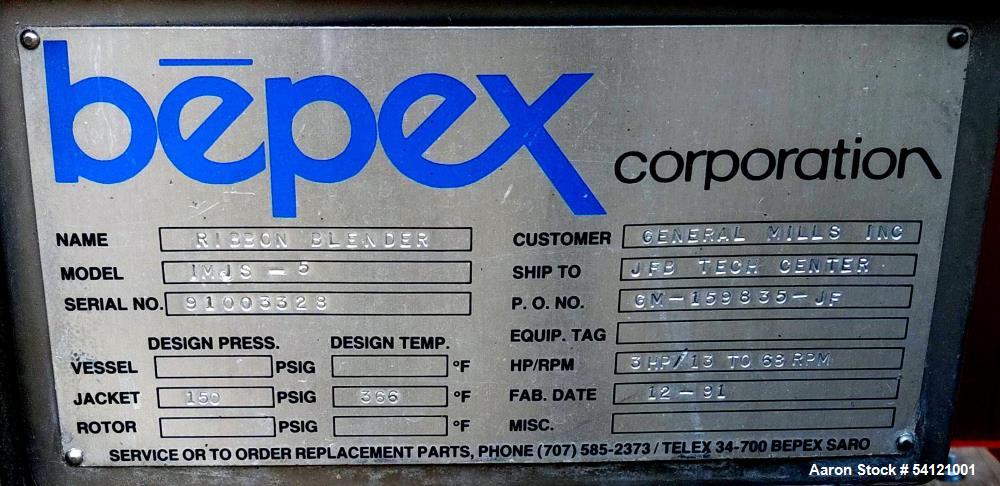 bēpex corporation
NAME RIBBON BLENDER
MODEL IMJS - 5
SERIAL NO. 91003328
CUSTOMER GENERAL MILLS INC
SHIP TO JFB TECH CENTER
P. O. NO. GM-159835-JF
EQUIP. TAG
DESIGN PRESS. DESIGN TEMP.
VESSEL PSIG °F
JACKET 150 PSIG 366 °F
ROTOR PSIG °F
HP/RPM 3 HP/13 TO 68 RPM
FAB. DATE 12 - 91
MISC.
SERVICE OR TO ORDER REPLACEMENT PARTS, PHONE (707) 585-2373 / TELEX 34-700 BEPEX SARO
Aaron Stock # 54121001